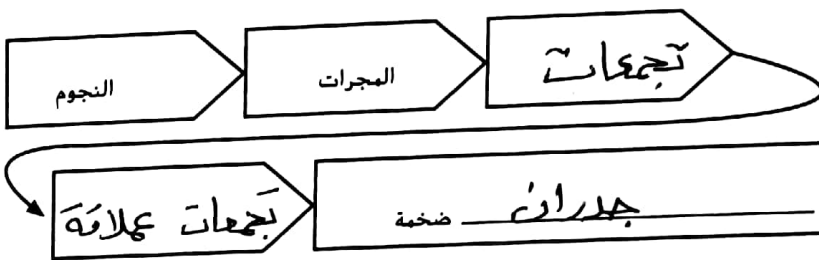 النجوم
المجرات
تجمعات
تجمعات عملاقة
جدران ضخمة